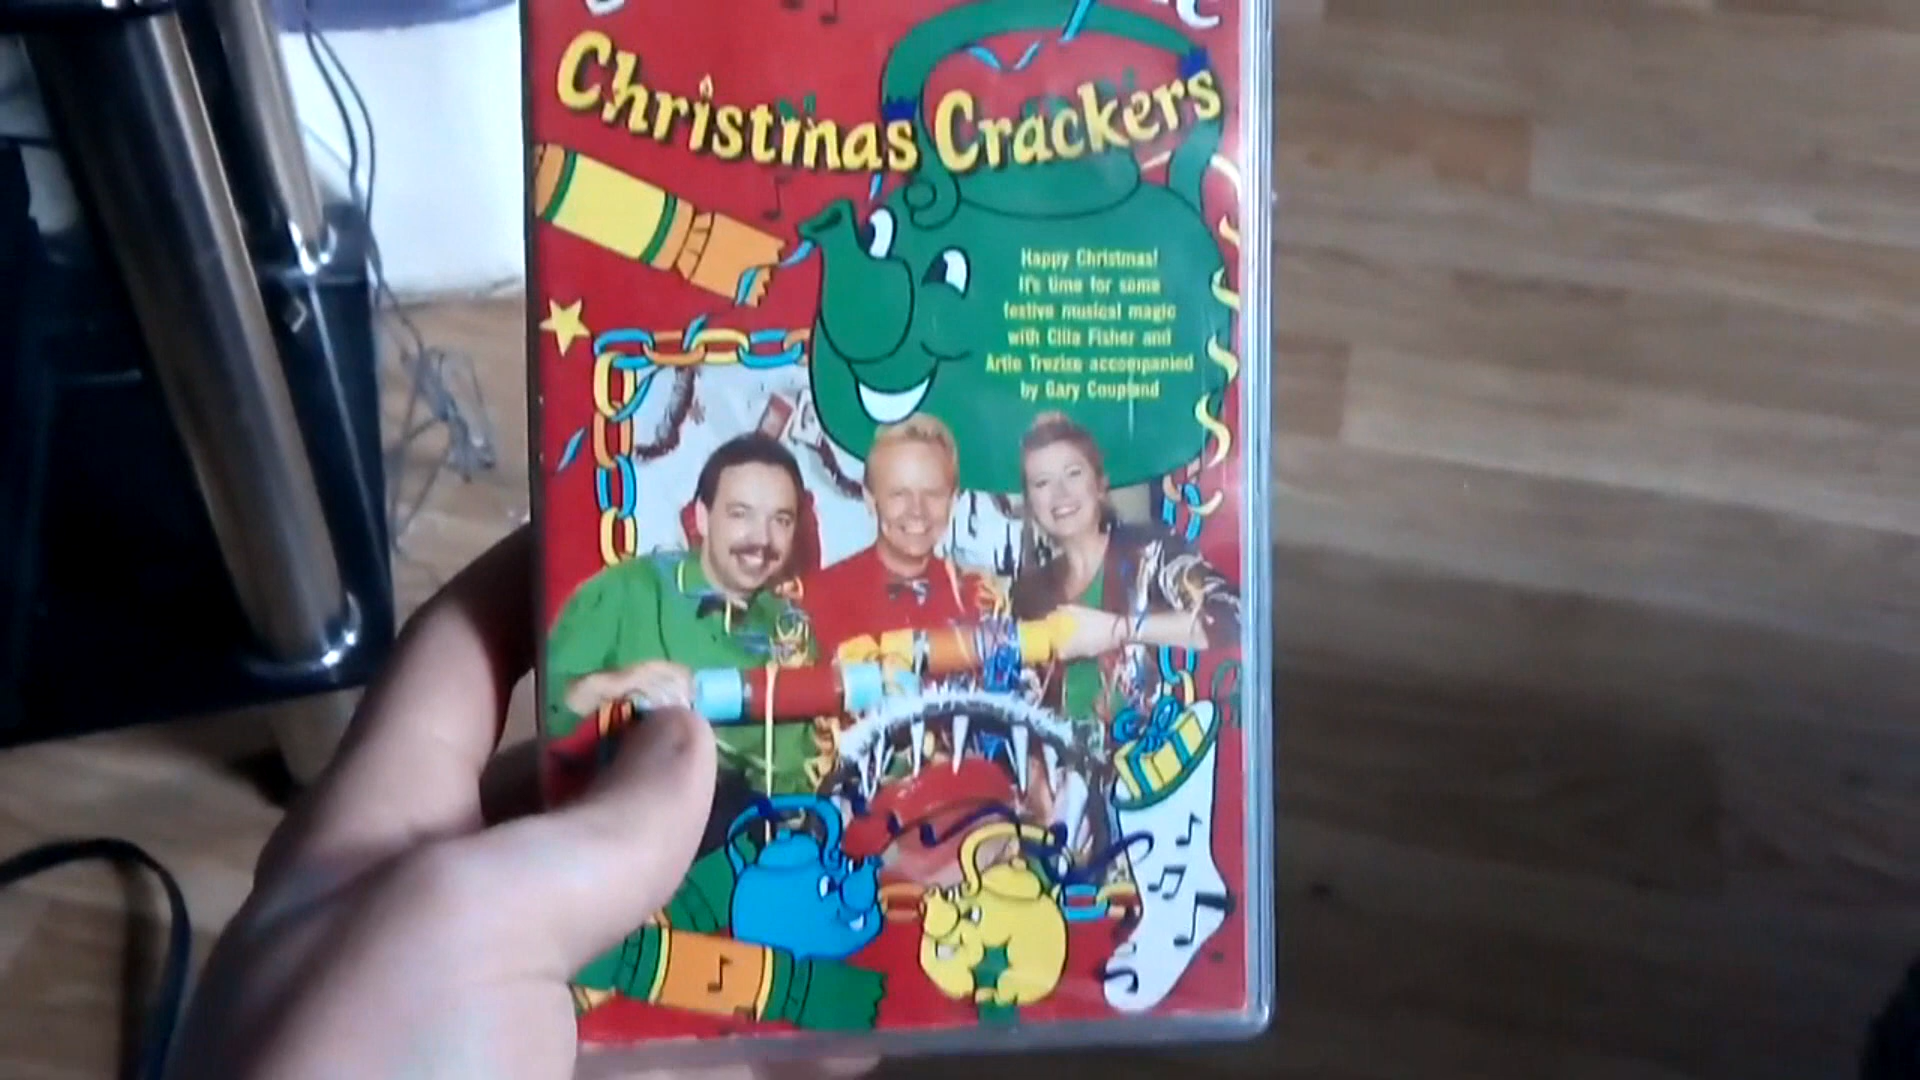 Christmas Crackers
Happy Christmas!
It's time for some
festive musical magic
with Cilla Fisher and
Artie Trezise accompanied
by Gary Coupland